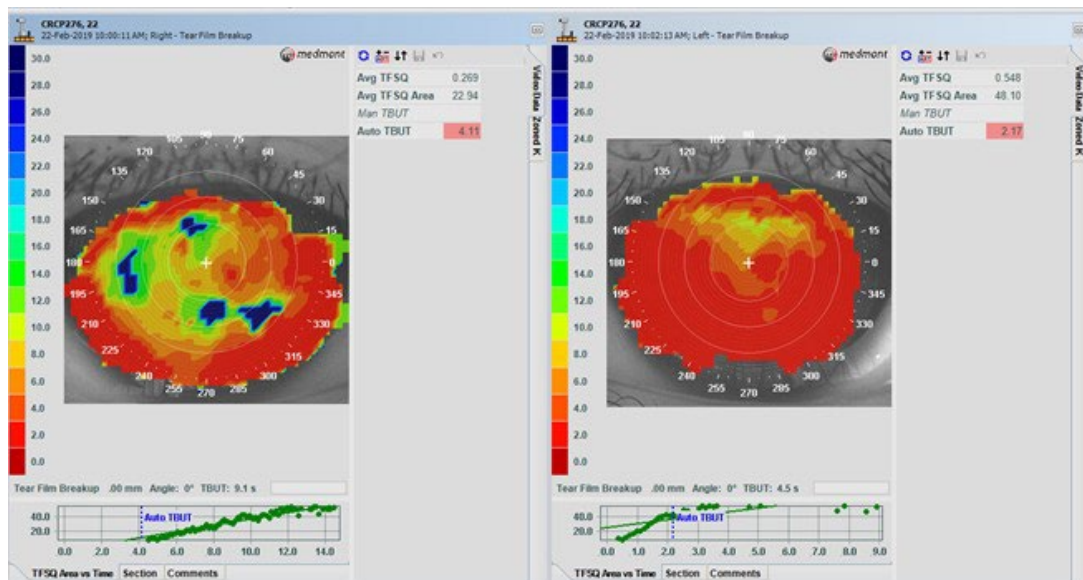 CRCP276, 22
22-Feb-2019 10:00:11 AM; Right - Tear Film Breakup
medmont
30.0
28.0
26.0
24.0
22.0
20.0
18.0
16.0
14.0
12.0
10.0
8.0
6.0
4.0
2.0
0.0
105 90 75
120 60
135 45
150 30
165 15
180 0
195 345
210 330
225 315
240 300
255 270 285
Avg TFSQ 0.269
Avg TFSQ Area 22.94
Man TBUT
Auto TBUT 4.11
Video Data
Zoned K
Tear Film Breakup .00 mm Angle: 0° TBUT: 9.1 s
40.0
20.0
Auto TBUT
0.0 2.0 4.0 6.0 8.0 10.0 12.0 14.0
TFSQ Area vs Time Section Comments
CRCP276, 22
22-Feb-2019 10:02:13 AM; Left - Tear Film Breakup
medmont
30.0
28.0
26.0
24.0
22.0
20.0
18.0
16.0
14.0
12.0
10.0
8.0
6.0
4.0
2.0
0.0
105 90 75
120 60
135 45
150 30
165 15
180 0
195 345
210 330
225 315
240 300
255 270 285
Avg TFSQ 0.548
Avg TFSQ Area 48.10
Man TBUT
Auto TBUT 2.17
Video Data
Zoned K
Tear Film Breakup .00 mm Angle: 0° TBUT: 4.5 s
40.0
20.0
Auto TBUT
0.0 1.0 2.0 3.0 4.0 5.0 6.0 7.0 8.0 9.0
TFSQ Area vs Time Section Comments